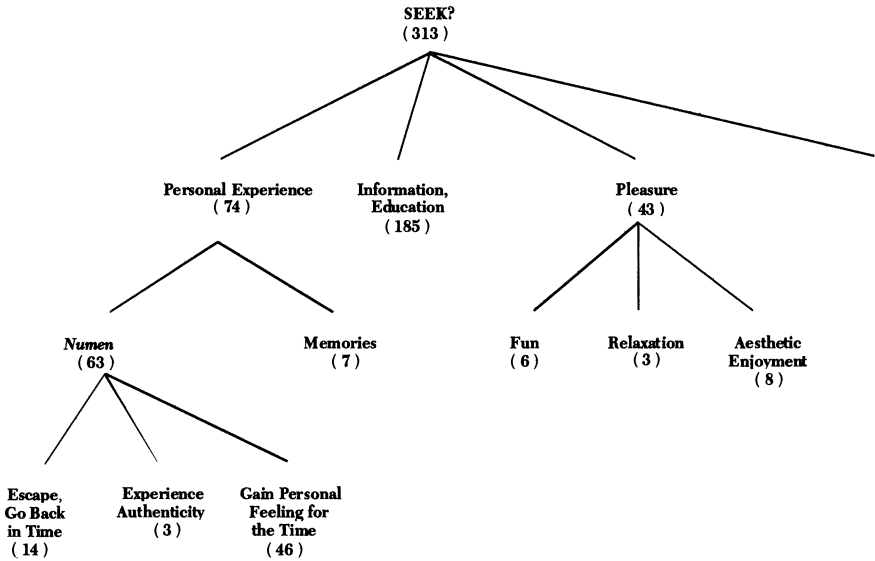 SEEK?
(313)
Personal Experience
(74)
Information,
Education
(185)
Pleasure
(43)
Numen
(63)
Memories
(7)
Fun
(6)
Relaxation
(3)
Aesthetic
Enjoyment
(8)
Escape,
Go Back
in Time
(14)
Experience
Authenticity
(3)
Gain Personal
Feeling for
the Time
(46)